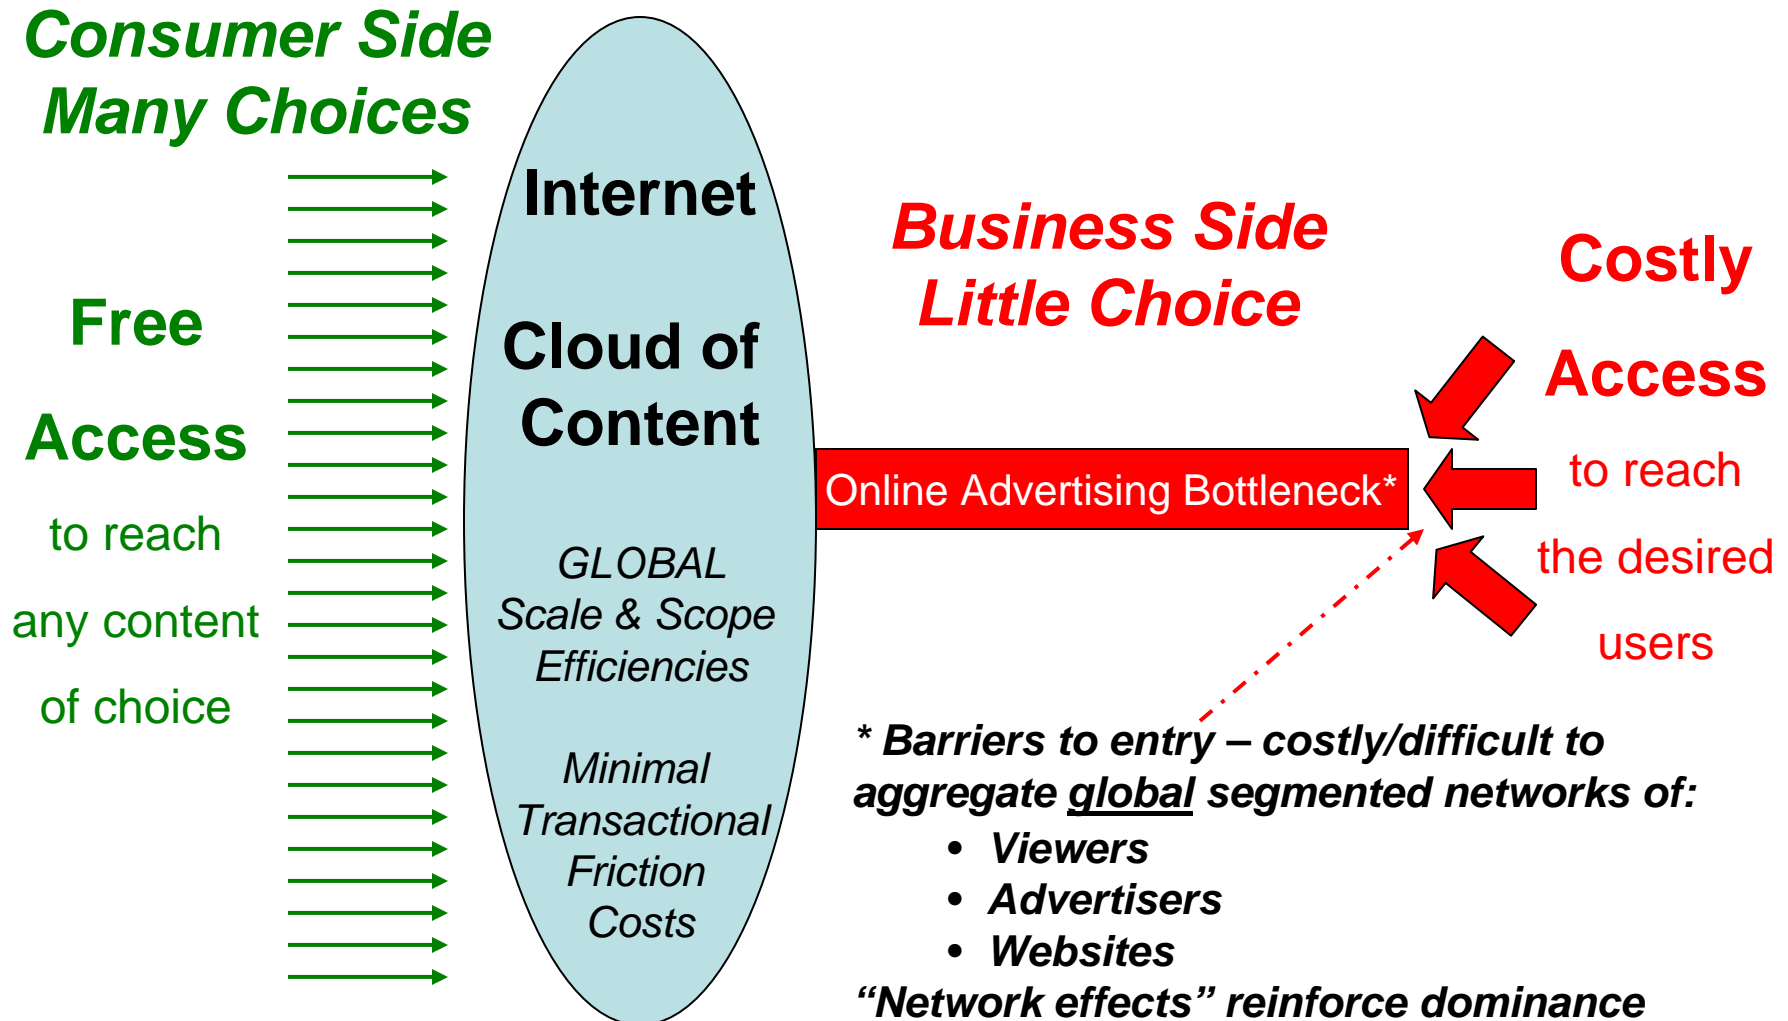 Consumer Side
Many Choices
Free
Access
to reach
any content
of choice
Internet
Cloud of
Content
GLOBAL
Scale & Scope
Efficiencies
Minimal
Transactional
Friction
Costs
Business Side
Little Choice
Online Advertising Bottleneck*
Costly
Access
to reach
the desired
users
* Barriers to entry – costly/difficult to
aggregate global segmented networks of:
• Viewers
• Advertisers
• Websites
“Network effects” reinforce dominance